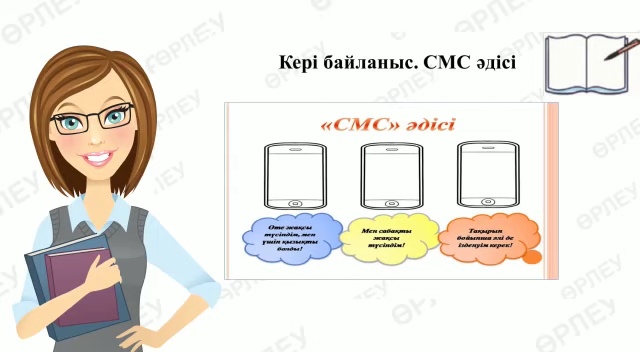 Кері байланыс. СМС әдісі
«СМС» әдісі
Өте жақсы
түсіндім, мен
үшін қызықты
болды!
Мен сабақты
жақсы
түсіндім!
Тақырып
бойынша әлі де
ізденуім керек!
ӨРЛЕУ